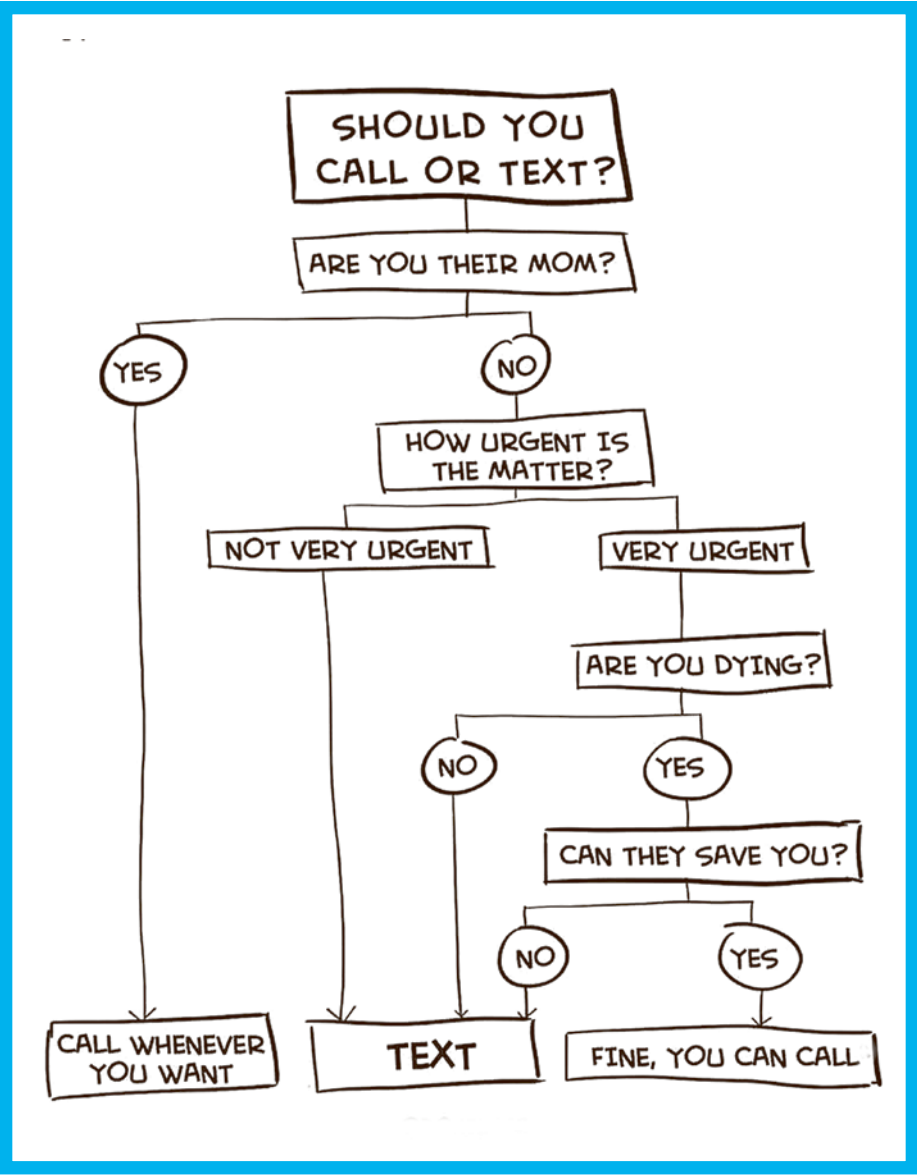 SHOULD YOU
CALL OR TEXT?
ARE YOU THEIR MOM?
YES
NO
HOW URGENT IS
THE MATTER?
NOT VERY URGENT
VERY URGENT
ARE YOU DYING?
NO
YES
CAN THEY SAVE YOU?
NO
YES
CALL WHENEVER
YOU WANT
TEXT
FINE, YOU CAN CALL